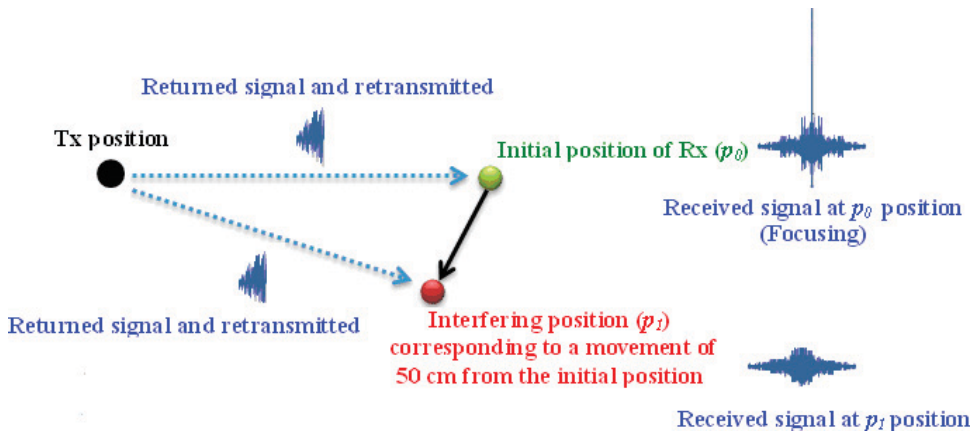 Returned signal and retransmitted
Tx position
Initial position of Rx (p0)
Received signal at p0 position
(Focusing)
Returned signal and retransmitted
Interfering position (p1)
corresponding to a movement of
50 cm from the initial position
Received signal at p1 position